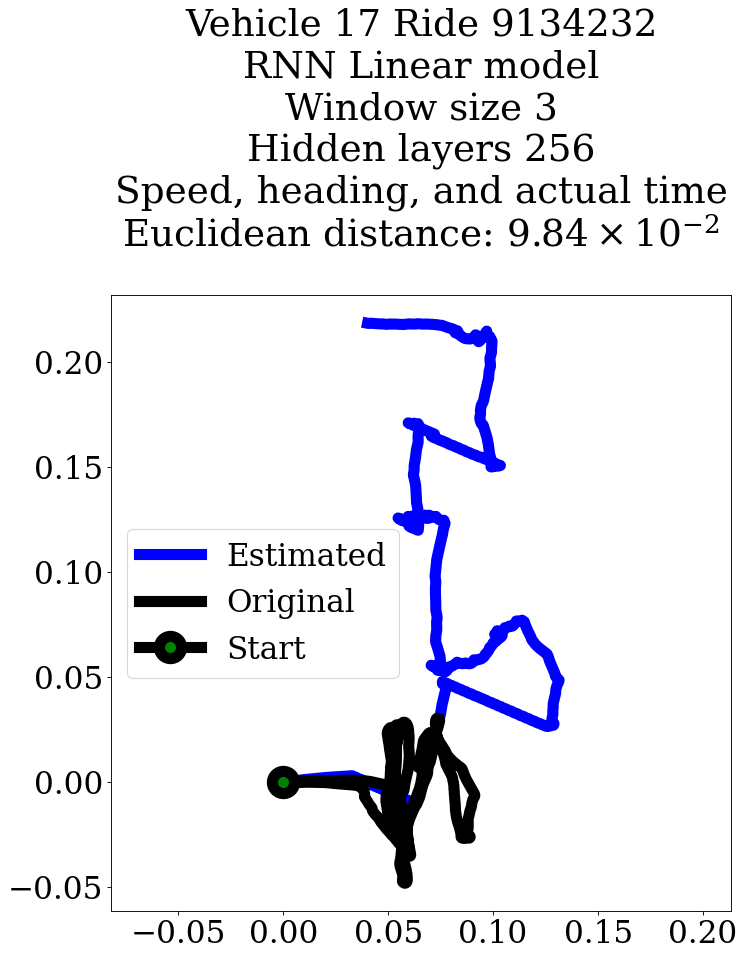 Vehicle 17 Ride 9134232
RNN Linear model
Window size 3
Hidden layers 256
Speed, heading, and actual time
Euclidean distance: 9.84 × 10⁻²
0.20
0.15
0.10
0.05
0.00
−0.05
Estimated
Original
Start
−0.05 0.00 0.05 0.10 0.15 0.20